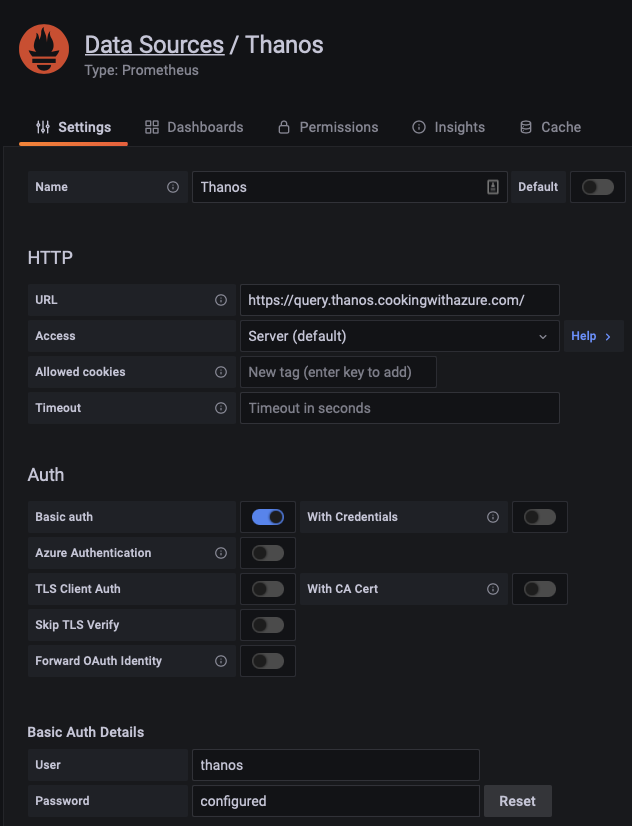 Data Sources / Thanos
Type: Prometheus
Settings Dashboards Permissions Insights Cache
Name Thanos Default
HTTP
URL https://query.thanos.cookingwithazure.com/
Access Server (default) Help
Allowed cookies New tag (enter key to add)
Timeout Timeout in seconds
Auth
Basic auth With Credentials
Azure Authentication
TLS Client Auth With CA Cert
Skip TLS Verify
Forward OAuth Identity
Basic Auth Details
User thanos
Password configured Reset